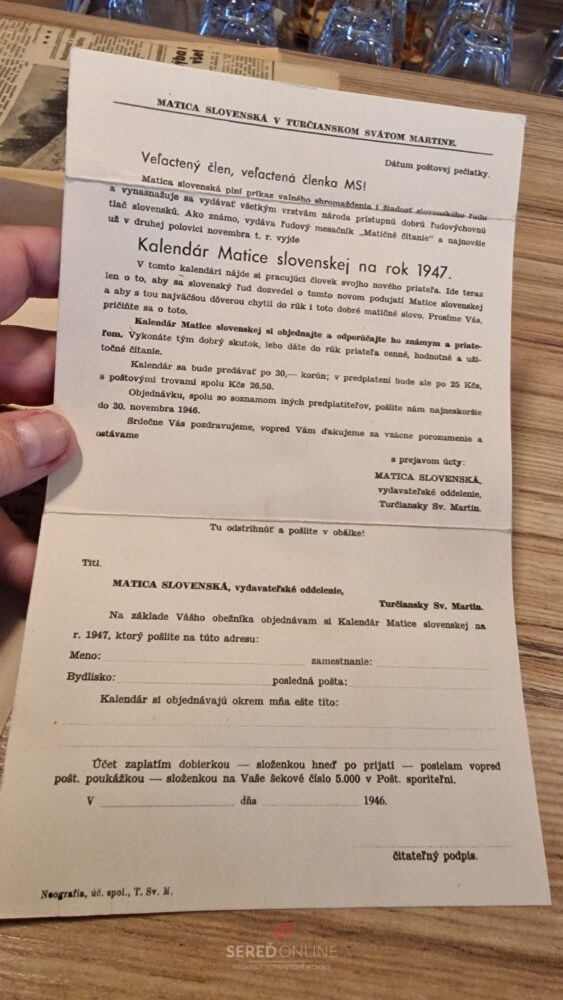 MATICA SLOVENSKÁ V TURČIANSKOM SVÄTOM MARTINE.
Dátum poštovej pečiatky.
Veľactený člen, veľactená členka MS!
Matica slovenská plní príkaz valného shromaždenia i žiadosť slovenského ľudu
a vynasnažuje sa vydávať všetkým vrstvám národa prístupnú dobrú ľudovýchovnú
tlač slovenskú. Ako známo, vydáva ľudový mesačník „Matičné čítanie“ a najnovšie
už v druhej polovici novembra t. r. vyjde
Kalendár Matice slovenskej na rok 1947.
V tomto kalendári nájde si pracujúci človek svojho nového priateľa. Ide teraz
len o to, aby sa slovenský ľud dozvedel o tomto novom podujatí Matice slovenskej
a aby s tou najväčšou dôverou chytil do rúk i toto dobré matičné slovo. Prosíme Vás,
pričiňte sa o toto.
Kalendár Matice slovenskej si objednajte a odporúčajte ho známym a priate-
ľom. Vykonáte tým dobrý skutok, lebo dáte do rúk priateľa cenné, hodnotné a uži-
točné čítanie.
Kalendár sa bude predávať po 30,— korún; v predplatení bude ale po 25 Kčs,
s poštovými trovami spolu Kčs 26,50.
Objednávku, spolu so soznamom iných predplatiteľov, pošlite nám najneskoršie
do 30. novembra 1946.
Srdečne Vás pozdravujeme, vopred Vám ďakujeme za vzácne porozumenie a
ostávame
s prejavom úcty:
MATICA SLOVENSKÁ,
vydavateľské oddelenie,
Turčiansky Sv. Martin.
Tu odstrihnúť a pošlite v obálke!
Titl.
MATICA SLOVENSKÁ, vydavateľské oddelenie,
Turčiansky Sv. Martin.
Na základe Vášho obežníka objednávam si Kalendár Matice slovenskej na
r. 1947, ktorý pošlite na túto adresu:
Meno: zamestnanie:
Bydlisko: posledná pošta:
Kalendár si objednávajú okrem mňa ešte títo:
Účet zaplatím dobierkou — složenkou hneď po prijatí — posielam vopred
pošt. poukážkou — složenkou na Vaše šekové číslo 5.000 v Pošt. sporiteľni.
V dňa 1946.
čitateľný podpis.
Neografia, úč. spol., T. Sv. M.
SEREĎONLINE